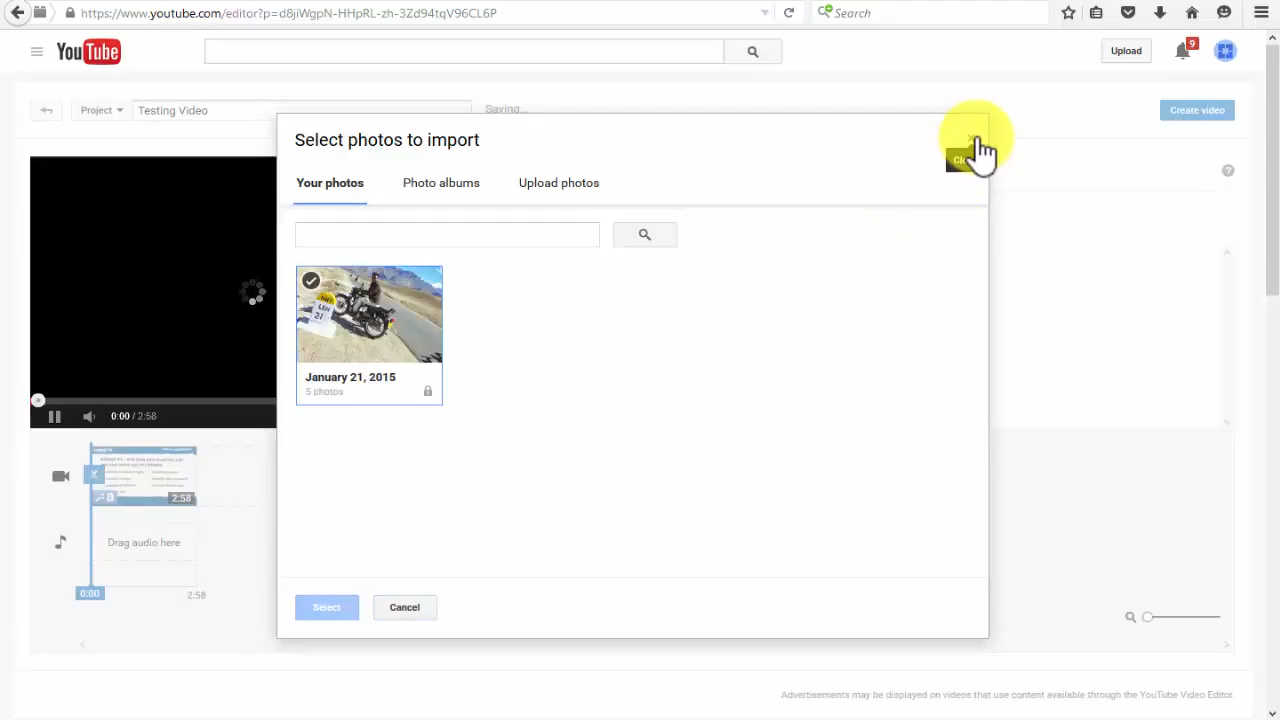 https://www.youtube.com/editor?p=d8jiWgpN-HHpRL-zh-3Zd94tqV96CL6P
Search
YouTube
Upload
9
Project
Testing Video
Saving...
Create video
Select photos to import
Your photos
Photo albums
Upload photos
January 21, 2015
5 photos
0:00 / 2:58
2:58
Drag audio here
0:00
2:58
Select
Cancel
Advertisements may be displayed on videos that use content available through the YouTube Video Editor.